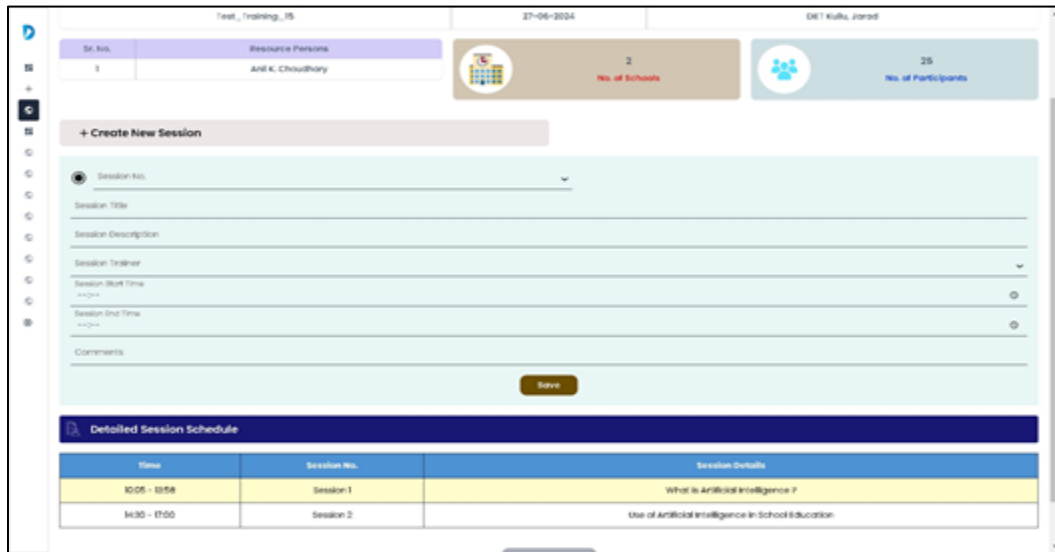 Test_Training_15 27-06-2024 DIET Kullu, Jarad
Sr. No. Resource Persons
1 Anil K. Choudhary
2
No. of Schools
25
No. of Participants
+ Create New Session
Session No.
Session Title
Session Description
Session Trainer
Session Start Time
--:--
Session End Time
--:--
Comments
Save
Detailed Session Schedule
Time Session No. Session Details
10:05 - 13:58 Session 1 What is Artificial Intelligence ?
14:30 - 17:00 Session 2 Use of Artificial Intelligence in School Education